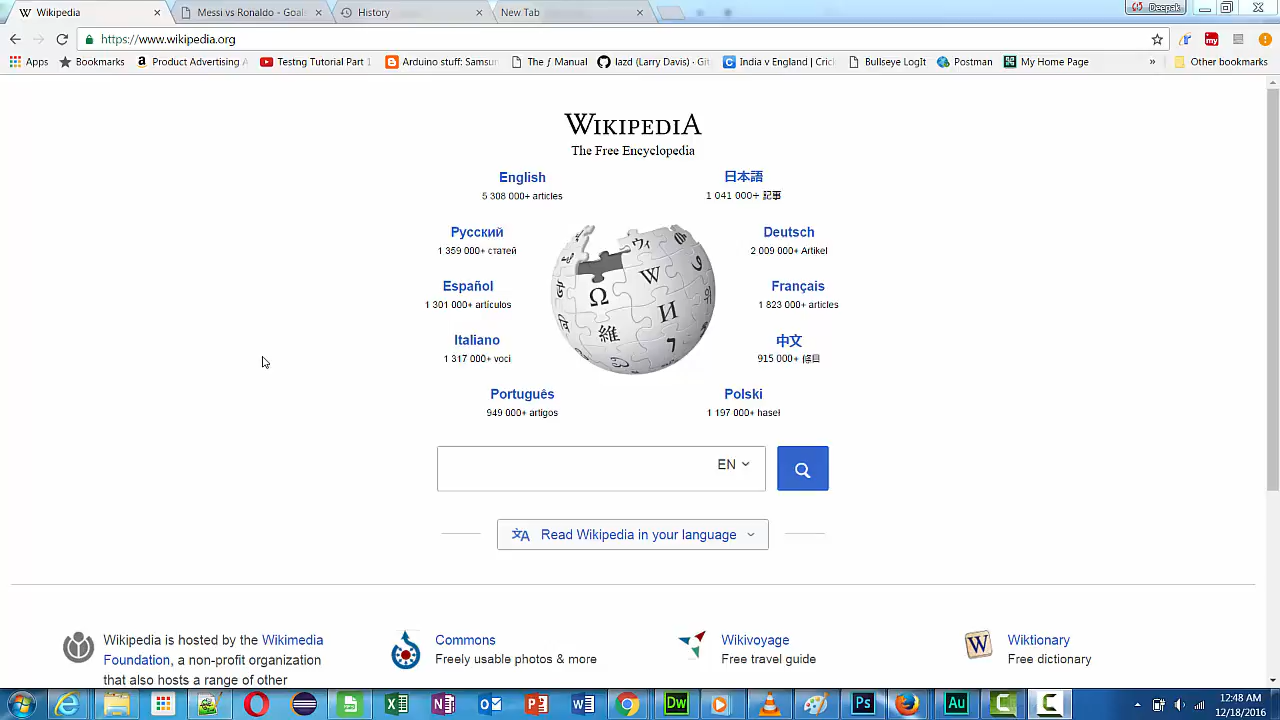 Wikipedia
Messi vs Ronaldo - Goal
History
New Tab
Deepak
https://www.wikipedia.org
Apps
Bookmarks
Product Advertising
Testng Tutorial Part 1
Arduino stuff: Samsun
The ƒ Manual
lazd (Larry Davis) · Git
India v England | Cric
Bullseye LogIt
Postman
My Home Page
»
Other bookmarks
WIKIPEDIA
The Free Encyclopedia
English
5 308 000+ articles
日本語
1 041 000+ 記事
Русский
1 359 000+ статей
Deutsch
2 009 000+ Artikel
Español
1 301 000+ artículos
Français
1 823 000+ articles
Italiano
1 317 000+ voci
中文
915 000+ 條目
Português
949 000+ artigos
Polski
1 197 000+ haseł
Ω
W
И
維
ウィ
EN
Read Wikipedia in your language
Wikipedia is hosted by the Wikimedia
Foundation, a non-profit organization
that also hosts a range of other
Commons
Freely usable photos & more
Wikivoyage
Free travel guide
Wiktionary
Free dictionary
Dw
Ps
Au
12:48 AM
12/18/2016